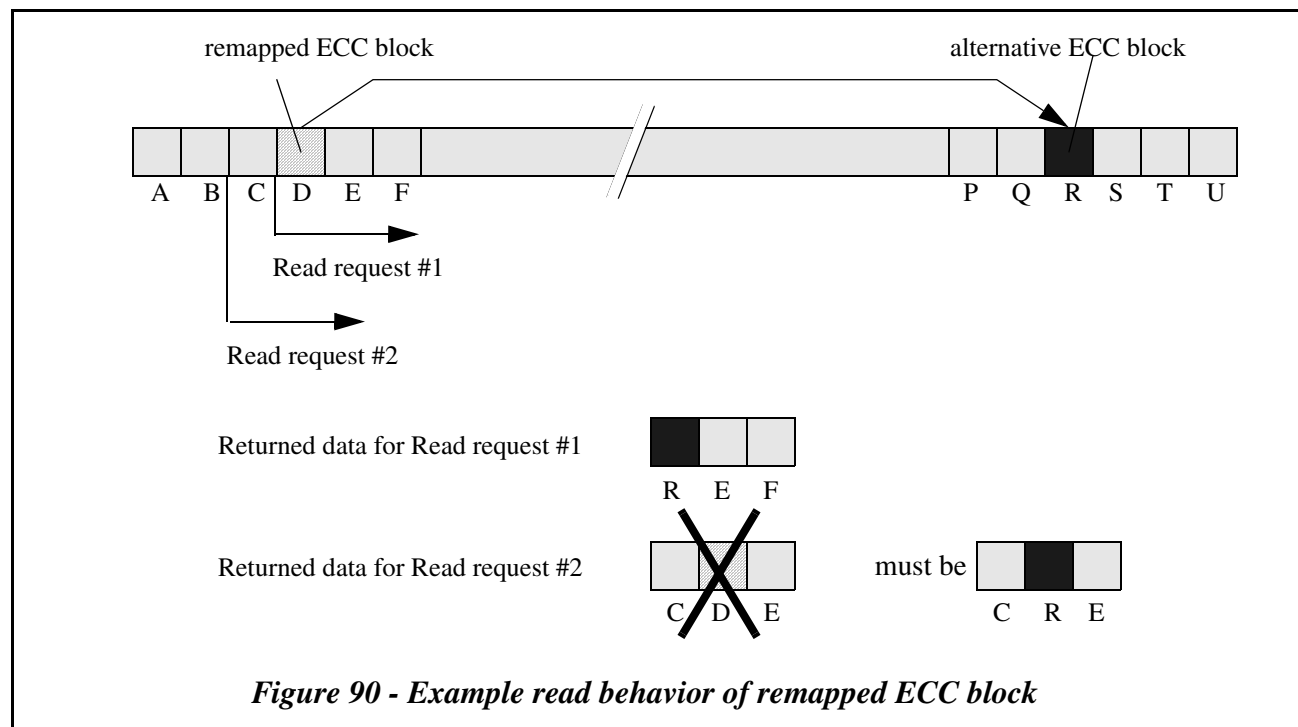 remapped ECC block
alternative ECC block
A B C D E F P Q R S T U
Read request #1
Read request #2
Returned data for Read request #1
R E F
Returned data for Read request #2
must be
C D E
C R E
Figure 90 - Example read behavior of remapped ECC block